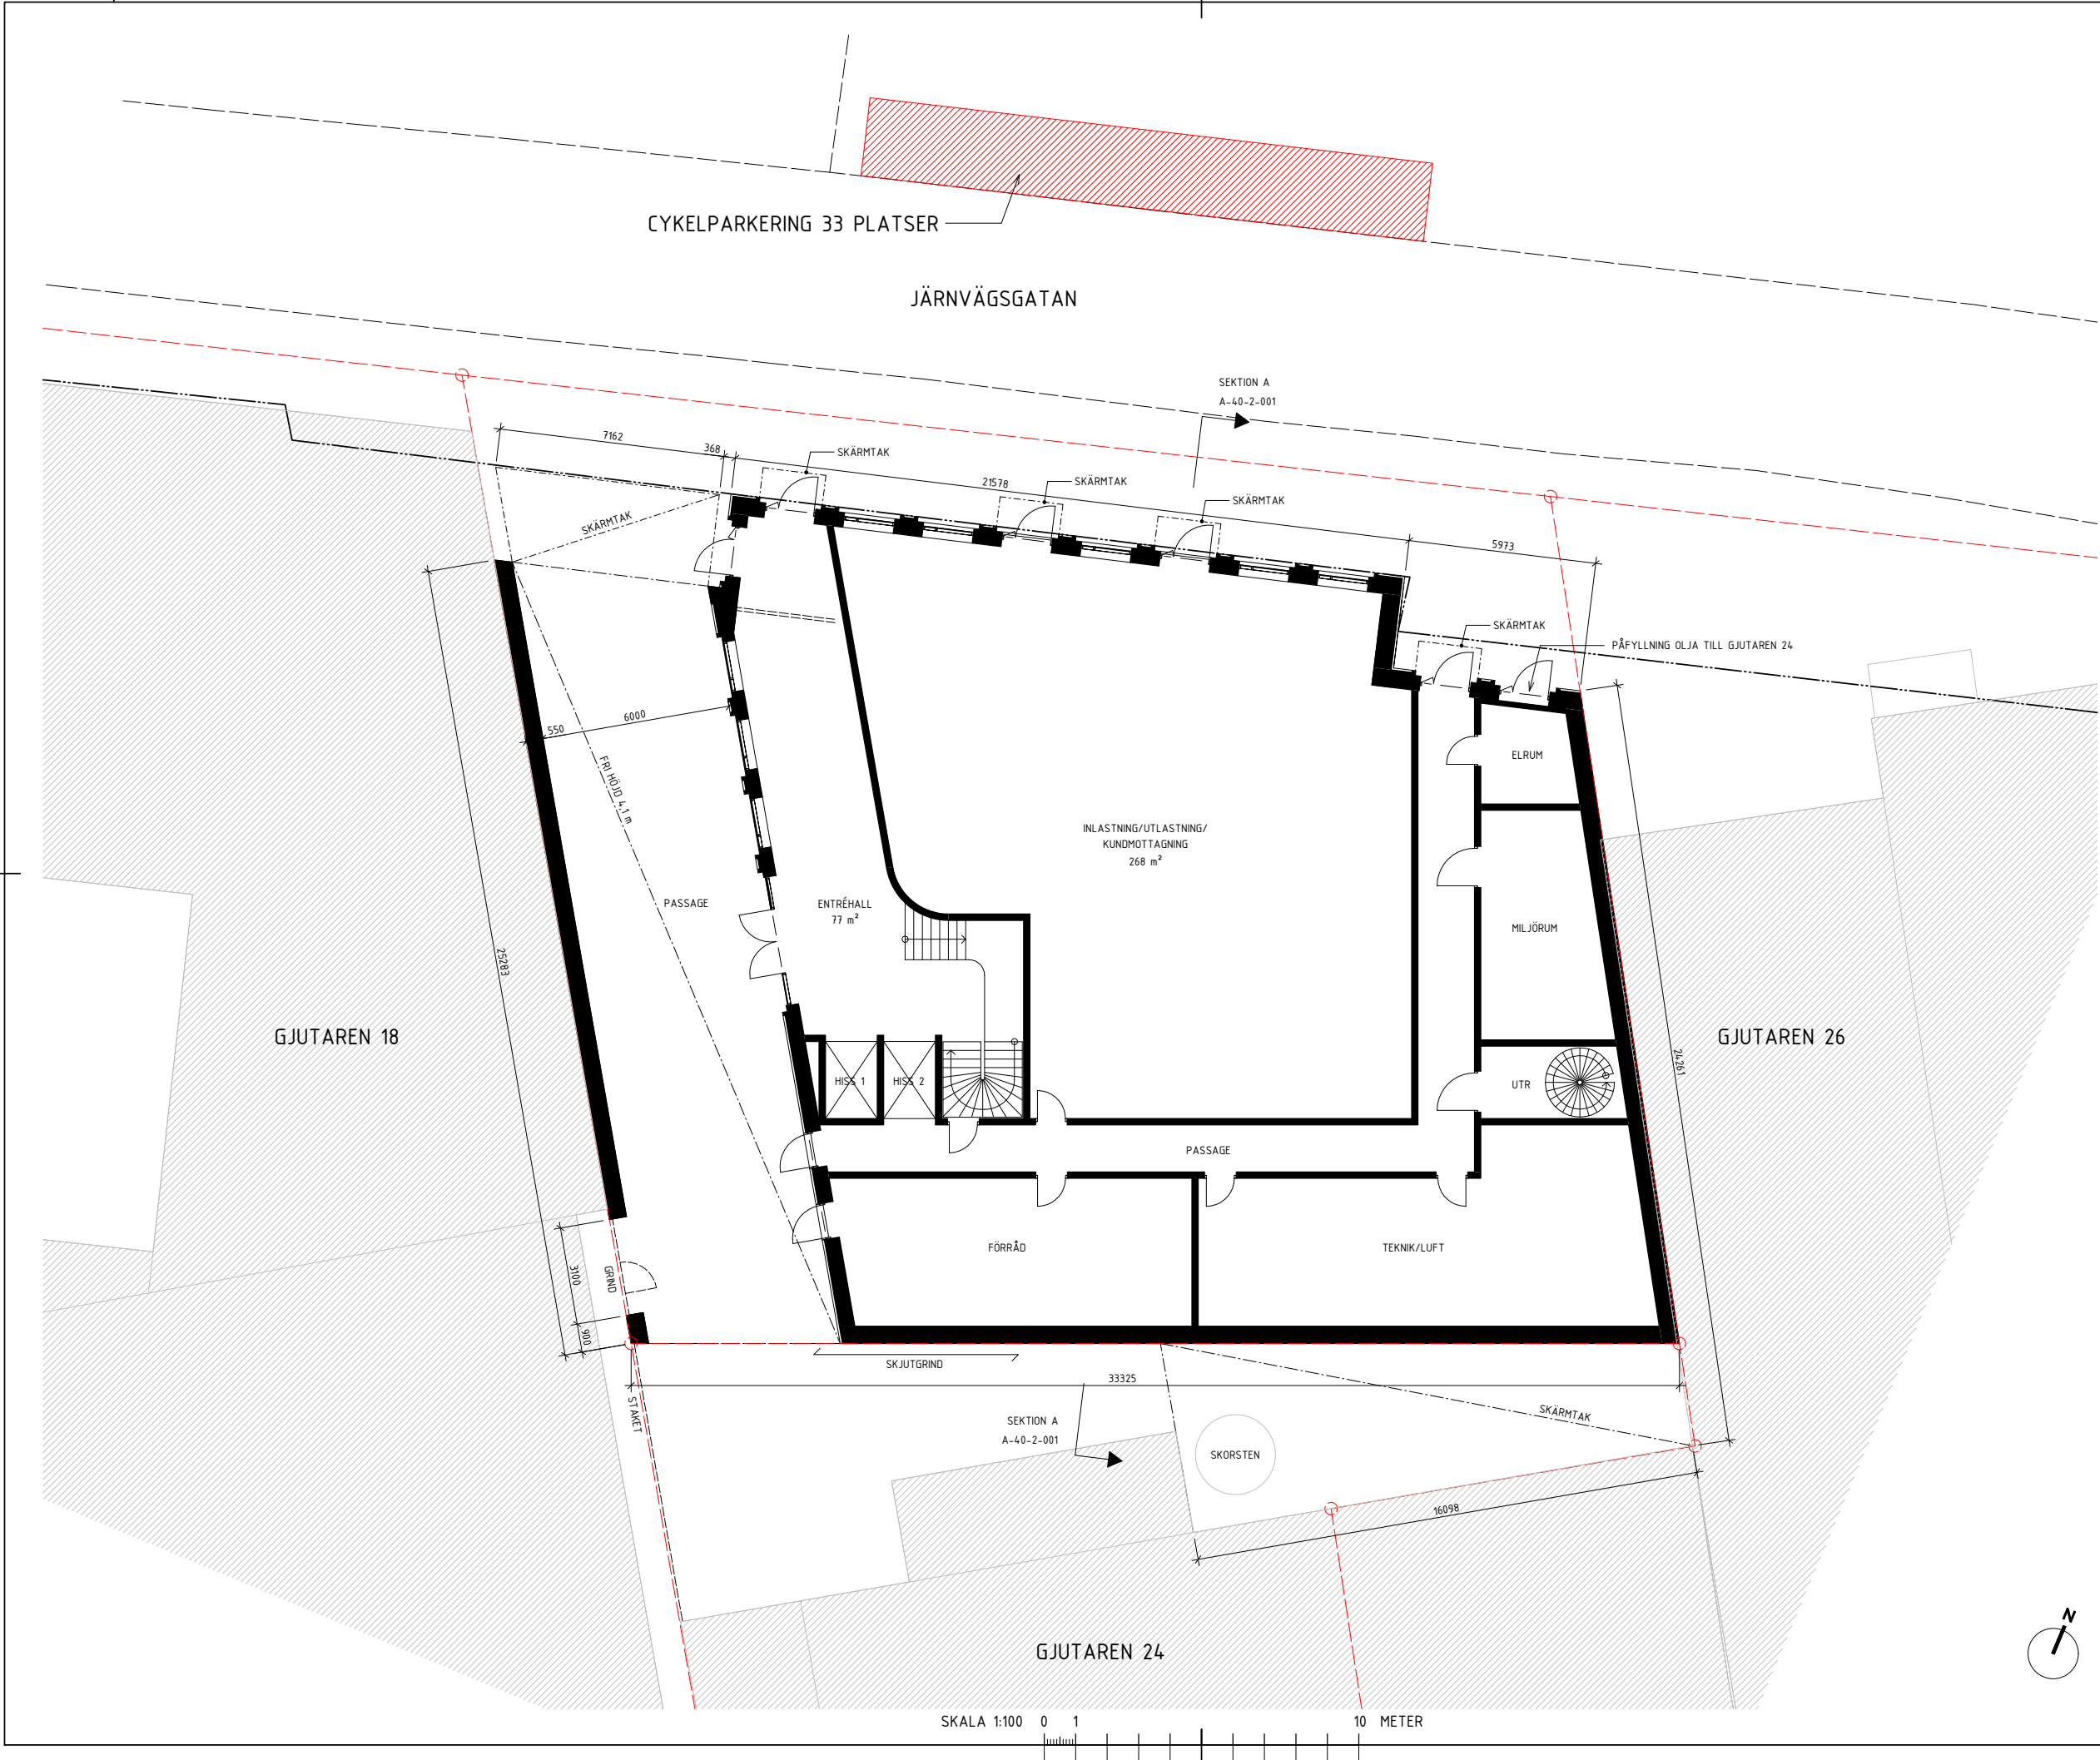 CYKELPARKERING 33 PLATSER
JÄRNVÄGSGATAN
SEKTION A
A-40-2-001
7162
368
SKÄRMTAK
21578
SKÄRMTAK
SKÄRMTAK
SKÄRMTAK
5973
SKÄRMTAK
PÅFYLLNING OLJA TILL GJUTAREN 24
550
6000
FRI HÖJD 4,1 m
ELRUM
INLASTNING/UTLASTNING/
KUNDMOTTAGNING
268 m²
PASSAGE
ENTRÉHALL
77 m²
MILJÖRUM
25283
GJUTAREN 18
GJUTAREN 26
24261
HISS 1
HISS 2
UTR
PASSAGE
FÖRRÅD
TEKNIK/LUFT
3100
GRIND
900
SKJUTGRIND
33325
STAKET
SEKTION A
A-40-2-001
SKÄRMTAK
SKORSTEN
16098
GJUTAREN 24
N
SKALA 1:100 0 1 10 METER